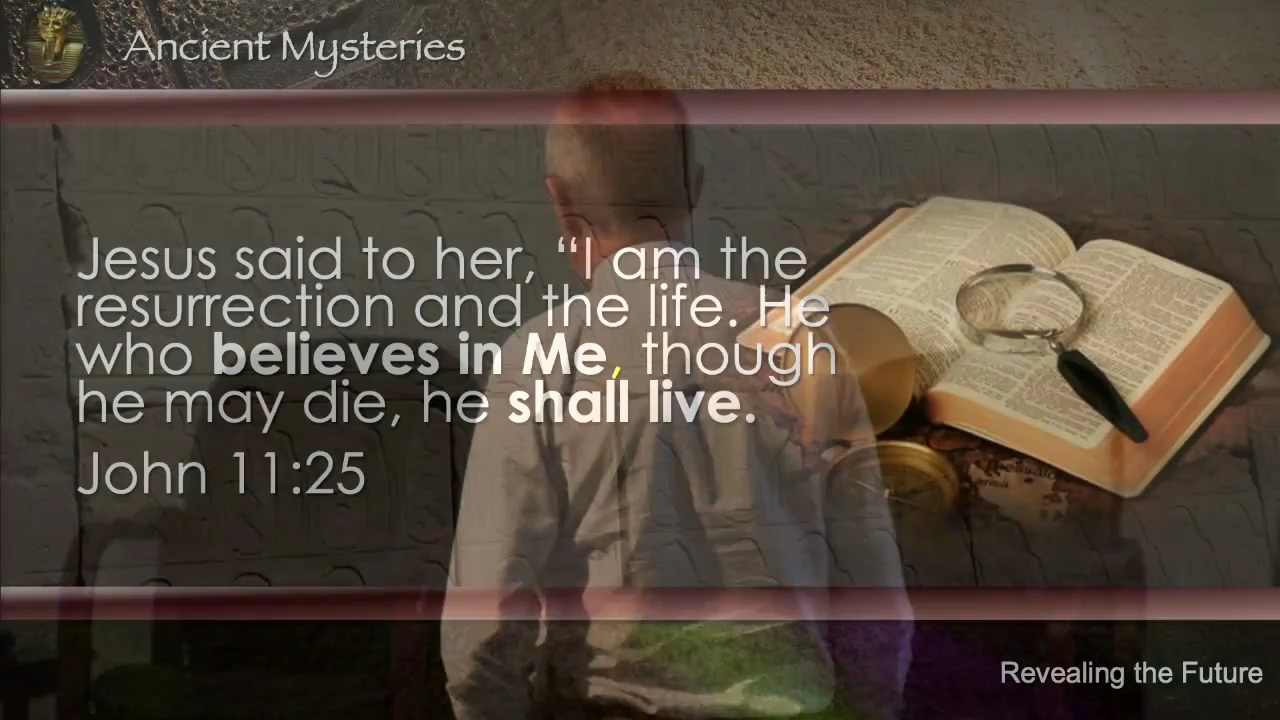 Ancient Mysteries
Jesus said to her, “I am the
resurrection and the life. He
who believes in Me, though
he may die, he shall live.
John 11:25
Revealing the Future